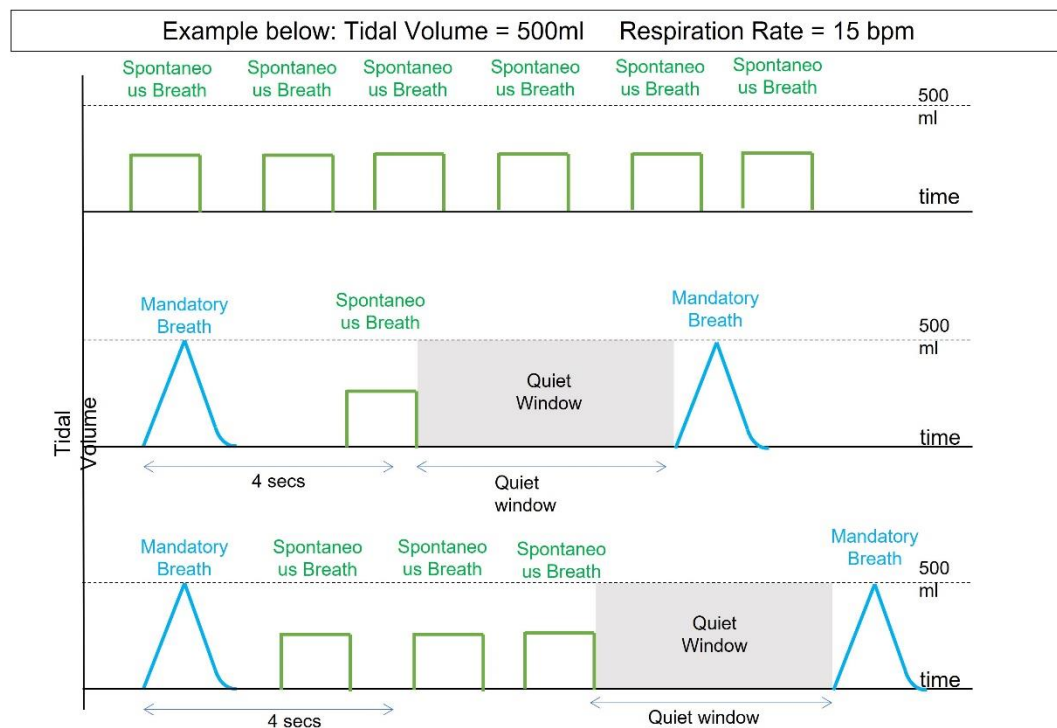 Example below: Tidal Volume = 500ml Respiration Rate = 15 bpm
Spontaneo
us Breath
Spontaneo
us Breath
Spontaneo
us Breath
Spontaneo
us Breath
Spontaneo
us Breath
Spontaneo
us Breath
500
ml
time
Tidal
Volume
Mandatory
Breath
Spontaneo
us Breath
Quiet
Window
Mandatory
Breath
500
ml
time
4 secs
Quiet
window
Mandatory
Breath
Spontaneo
us Breath
Spontaneo
us Breath
Spontaneo
us Breath
Quiet
Window
Mandatory
Breath
500
ml
time
4 secs
Quiet window